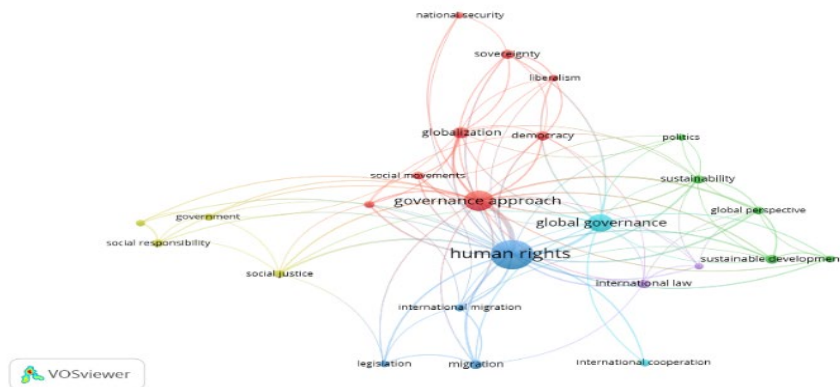 national security
sovereignty
liberalism
globalization
democracy
politics
social movements
sustainability
governance approach
global perspective
government
global governance
social responsibility
human rights
sustainable development
social justice
international law
international migration
legislation
migration
international cooperation
VOSviewer